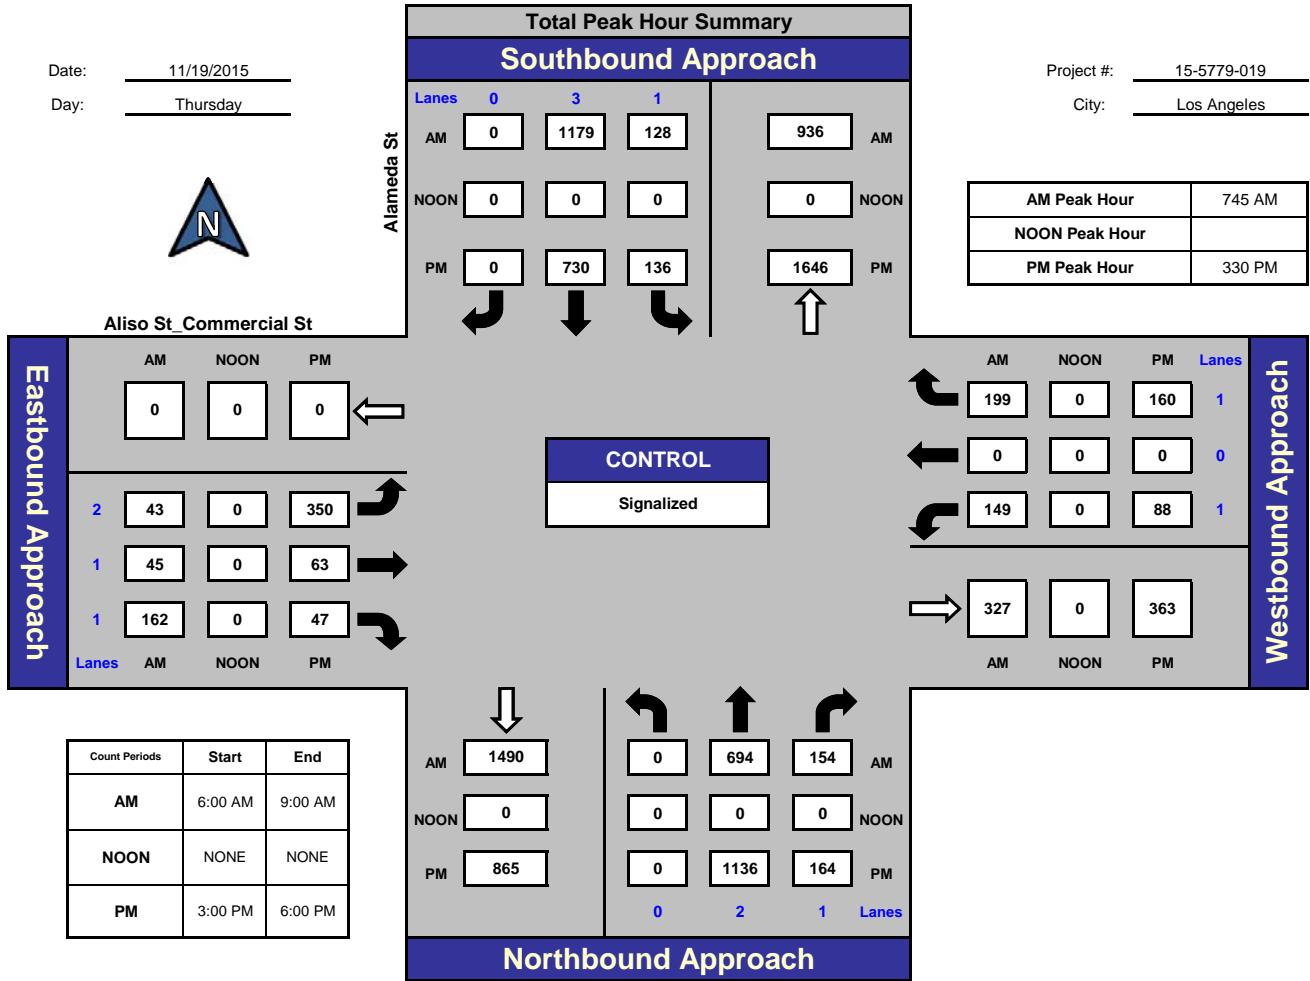 Total Peak Hour Summary
Southbound Approach
Date: 11/19/2015
Day: Thursday
Project #: 15-5779-019
City: Los Angeles
N
Alameda St
Lanes 0 3 1
AM 0 1179 128 936 AM
NOON 0 0 0 0 NOON
PM 0 730 136 1646 PM
AM Peak Hour 745 AM
NOON Peak Hour
PM Peak Hour 330 PM
Aliso St_Commercial St
Eastbound Approach
AM NOON PM
0 0 0
2 43 0 350
1 45 0 63
1 162 0 47
Lanes AM NOON PM
CONTROL
Signalized
AM NOON PM Lanes
199 0 160 1
0 0 0 0
149 0 88 1
327 0 363
AM NOON PM
Westbound Approach
Count Periods Start End
AM 6:00 AM 9:00 AM
NOON NONE NONE
PM 3:00 PM 6:00 PM
AM 1490 0 694 154 AM
NOON 0 0 0 0 NOON
PM 865 0 1136 164 PM
0 2 1 Lanes
Northbound Approach